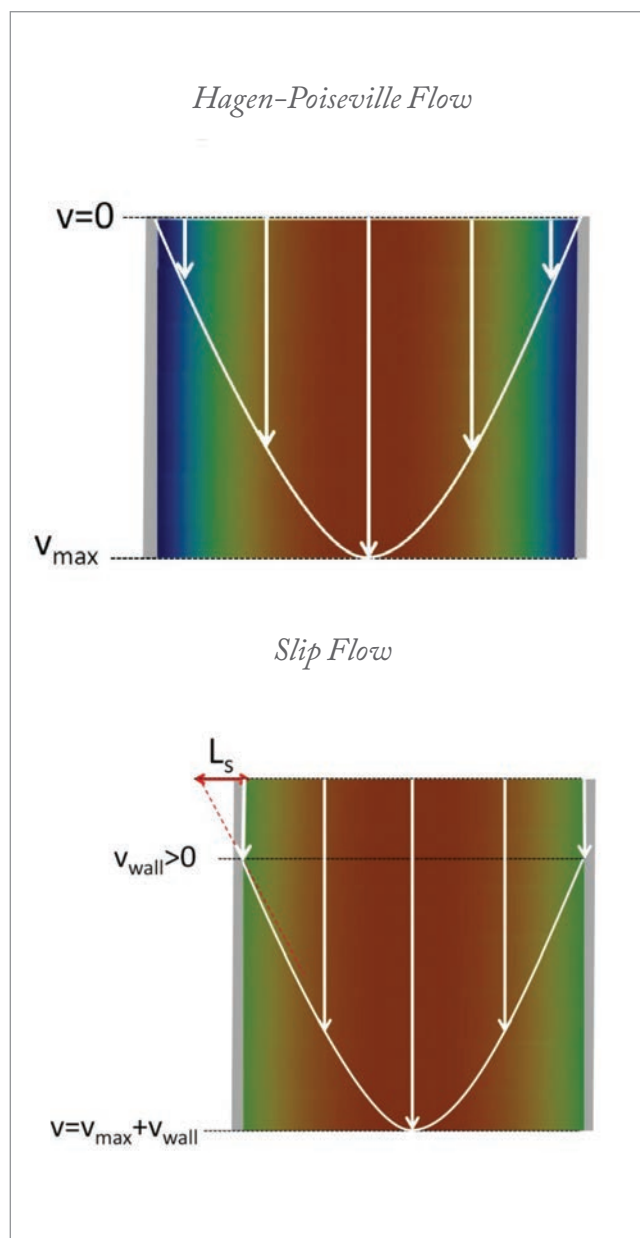 Hagen-Poiseville Flow
v=0
vmax
Slip Flow
Ls
vwall>0
v=vmax+vwall